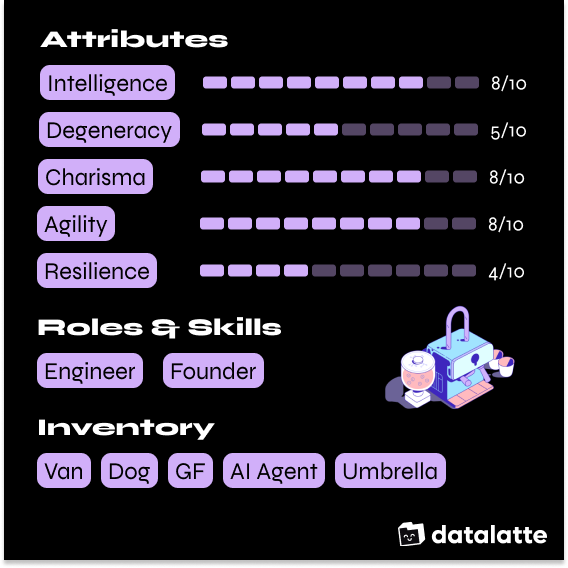 Attributes
Intelligence 8/10
Degeneracy 5/10
Charisma 8/10
Agility 8/10
Resilience 4/10
Roles & Skills
Engineer Founder
Inventory
Van Dog GF AI Agent Umbrella
datalatte